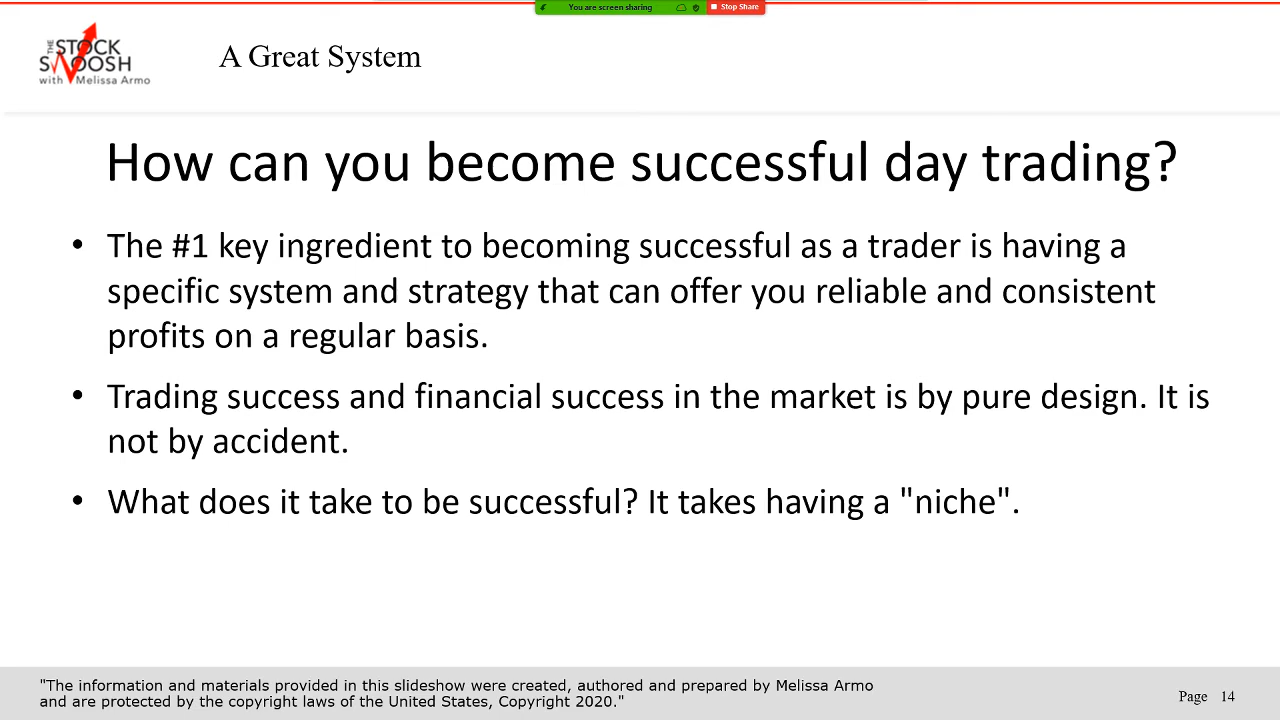 You are screen sharing
Stop Share
THE
STOCK
SWOOSH
with Melissa Armo
A Great System
How can you become successful day trading?
• The #1 key ingredient to becoming successful as a trader is having a
specific system and strategy that can offer you reliable and consistent
profits on a regular basis.
• Trading success and financial success in the market is by pure design. It is
not by accident.
• What does it take to be successful? It takes having a "niche".
"The information and materials provided in this slideshow were created, authored and prepared by Melissa Armo
and are protected by the copyright laws of the United States, Copyright 2020."
Page 14